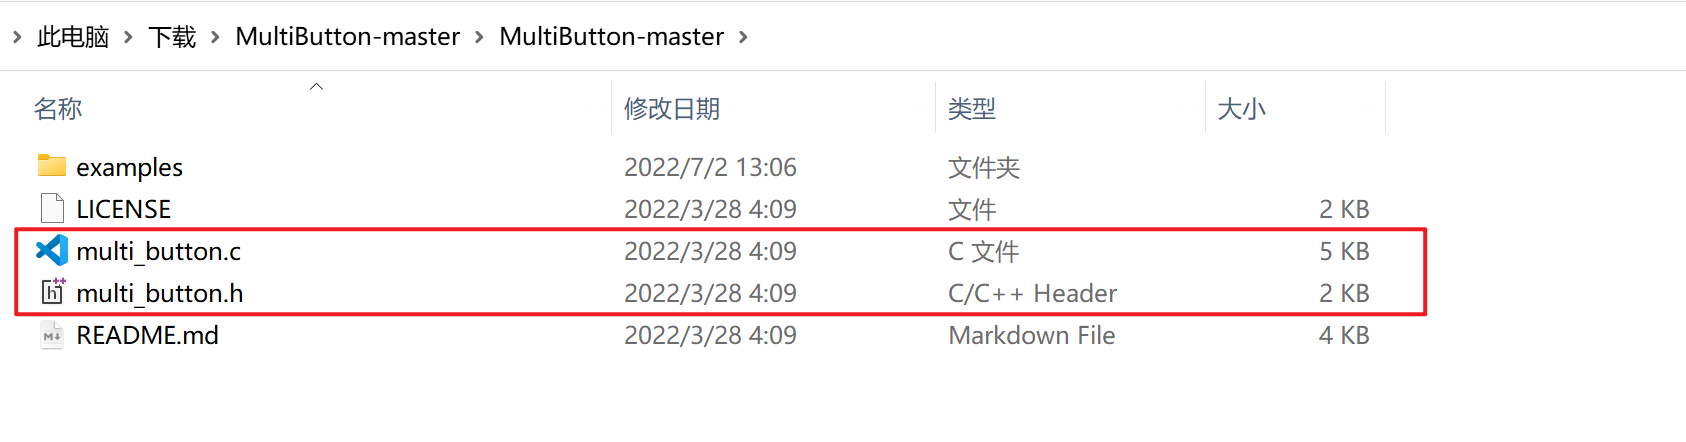 此电脑 > 下载 > MultiButton-master > MultiButton-master >
名称 修改日期 类型 大小
examples 2022/7/2 13:06 文件夹
LICENSE 2022/3/28 4:09 文件 2 KB
multi_button.c 2022/3/28 4:09 C 文件 5 KB
multi_button.h 2022/3/28 4:09 C/C++ Header 2 KB
README.md 2022/3/28 4:09 Markdown File 4 KB